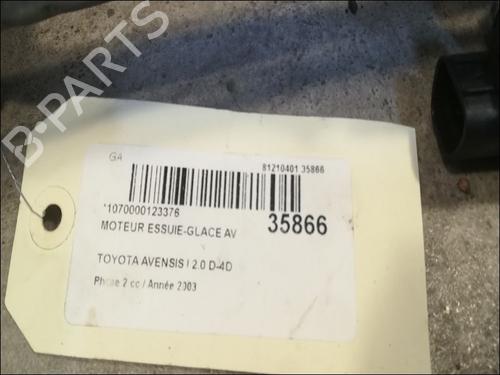 B-PARTS
GA
81210401 35866
*1070000123376
35866
MOTEUR ESSUIE-GLACE AV
TOYOTA AVENSIS I 2.0 D-4D
Phase 2 cc / Année 2003